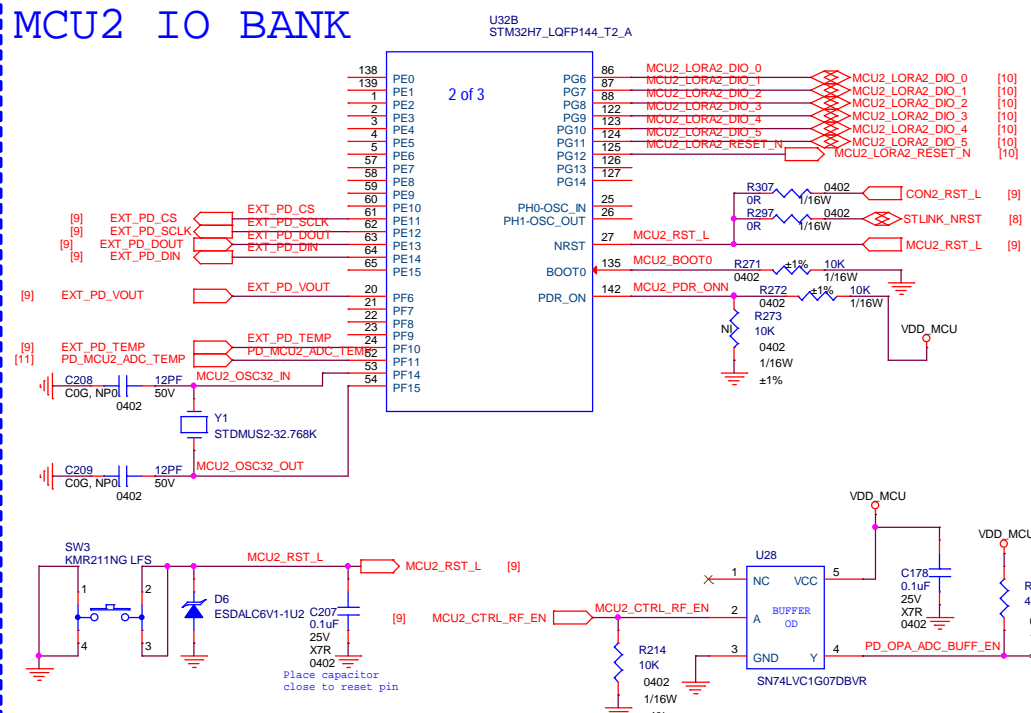 MCU2 IO BANK
U32B
STM32H7_LQFP144_T2_A
2 of 3
138 PE0
139 PE1
1 PE2
2 PE3
3 PE4
4 PE5
5 PE6
57 PE7
58 PE8
59 PE9
60 PE10
[9] EXT_PD_CS EXT_PD_CS 61 PE11
[9] EXT_PD_SCLK EXT_PD_SCLK 62 PE12
[9] EXT_PD_DOUT EXT_PD_DOUT 63 PE13
[9] EXT_PD_DIN EXT_PD_DIN 64 PE14
65 PE15
[9] EXT_PD_VOUT EXT_PD_VOUT 20 PF6
21 PF7
22 PF8
23 PF9
[9] EXT_PD_TEMP EXT_PD_TEMP 24 PF10
[11] PD_MCU2_ADC_TEMP PD_MCU2_ADC_TEMP 52 PF11
53 PF14
54 PF15
PG6 86 MCU2_LORA2_DIO_0 MCU2_LORA2_DIO_0 [10]
PG7 87 MCU2_LORA2_DIO_1 MCU2_LORA2_DIO_1 [10]
PG8 88 MCU2_LORA2_DIO_2 MCU2_LORA2_DIO_2 [10]
PG9 122 MCU2_LORA2_DIO_3 MCU2_LORA2_DIO_3 [10]
PG10 123 MCU2_LORA2_DIO_4 MCU2_LORA2_DIO_4 [10]
PG11 124 MCU2_LORA2_DIO_5 MCU2_LORA2_DIO_5 [10]
PG12 125 MCU2_LORA2_RESET_N MCU2_LORA2_RESET_N [10]
PG13 126
PG14 127
PH0-OSC_IN 25
PH1-OSC_OUT 26
NRST 27 MCU2_RST_L
BOOT0 135 MCU2_BOOT0
PDR_ON 142 MCU2_PDR_ONN
R307 0402 CON2_RST_L [9]
0R 1/16W
R297 0402 STLINK_NRST [8]
0R 1/16W
MCU2_RST_L [9]
R271 ±1% 10K
0402 1/16W
R272 ±1% 10K
0402 1/16W
NI
R273
10K
0402
1/16W
±1%
VDD_MCU
C208 12PF MCU2_OSC32_IN
C0G, NP0 50V
0402
Y1
STDMUS2-32.768K
C209 12PF MCU2_OSC32_OUT
C0G, NP0 50V
0402
SW3
KMR211NG LFS
1 2
4 3
MCU2_RST_L MCU2_RST_L [9]
D6
ESDALC6V1-1U2
C207
0.1uF
25V
X7R
0402
Place capacitor
close to reset pin
[9] MCU2_CTRL_RF_EN MCU2_CTRL_RF_EN
R214
10K
0402
1/16W
U28
1 NC VCC 5
2 A
BUFFER
OD
3 GND Y 4
SN74LVC1G07DBVR
VDD_MCU
C178
0.1uF
25V
X7R
0402
VDD_MCU
PD_OPA_ADC_BUFF_EN